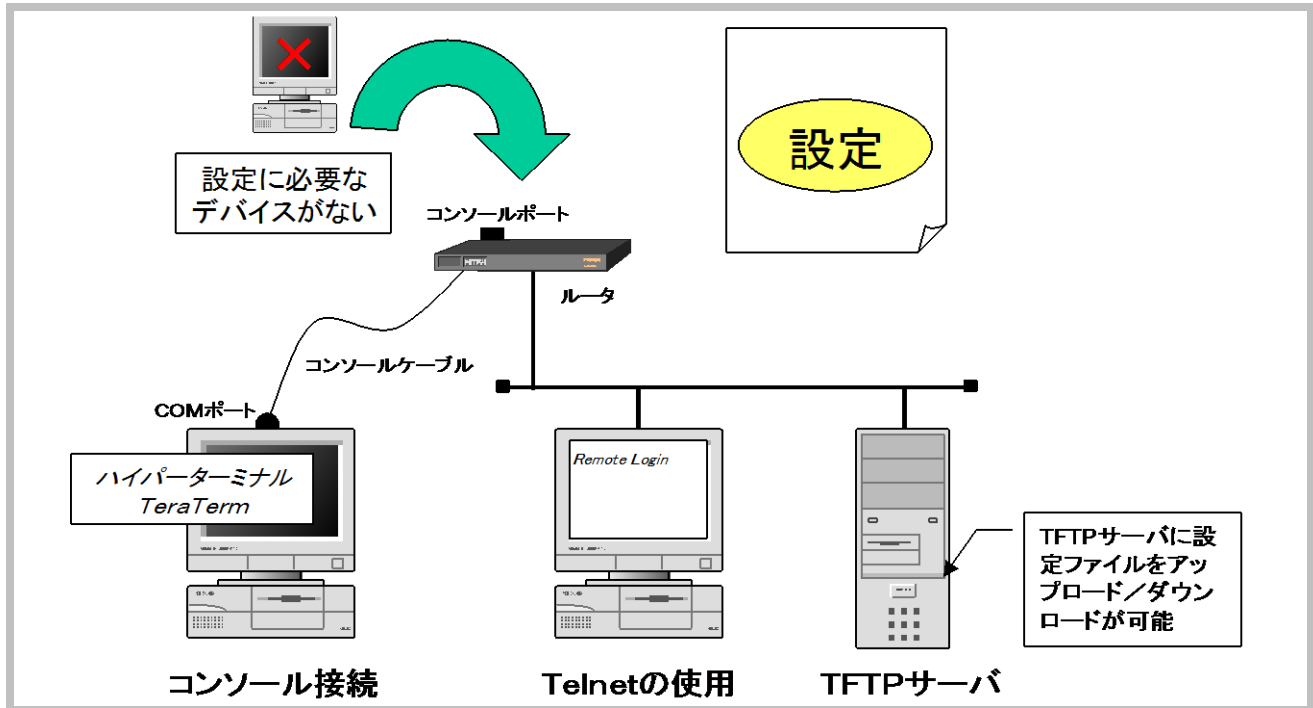 設定に必要な
デバイスがない
設定
コンソールポート
ルータ
コンソールケーブル
COMポート
ハイパーターミナル
TeraTerm
Remote Login
TFTPサーバに設
定ファイルをアッ
プロード／ダウン
ロードが可能
コンソール接続
Telnetの使用
TFTPサーバ